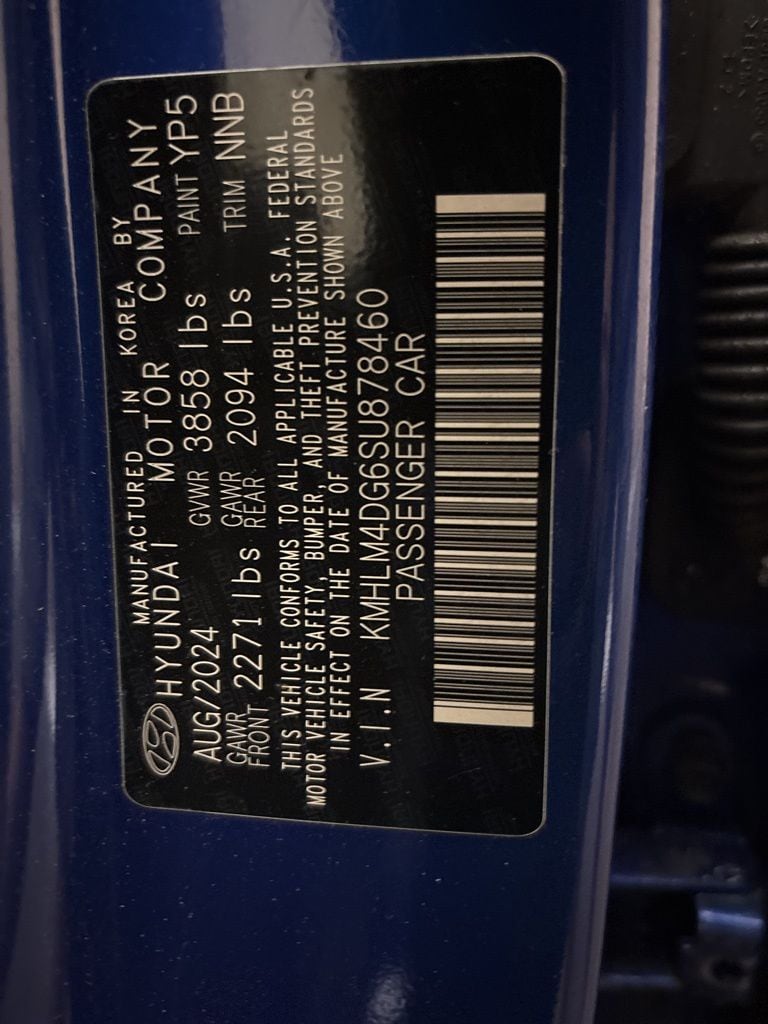 MANUFACTURED IN KOREA BY
HYUNDAI MOTOR COMPANY
AUG/2024 GVWR 3858 lbs PAINT YP5
GAWR FRONT 2271 lbs GAWR REAR 2094 lbs TRIM NNB
THIS VEHICLE CONFORMS TO ALL APPLICABLE U.S.A. FEDERAL
MOTOR VEHICLE SAFETY, BUMPER, AND THEFT PREVENTION STANDARDS
IN EFFECT ON THE DATE OF MANUFACTURE SHOWN ABOVE
V.I.N KMHLM4DG6SU878460
PASSENGER CAR